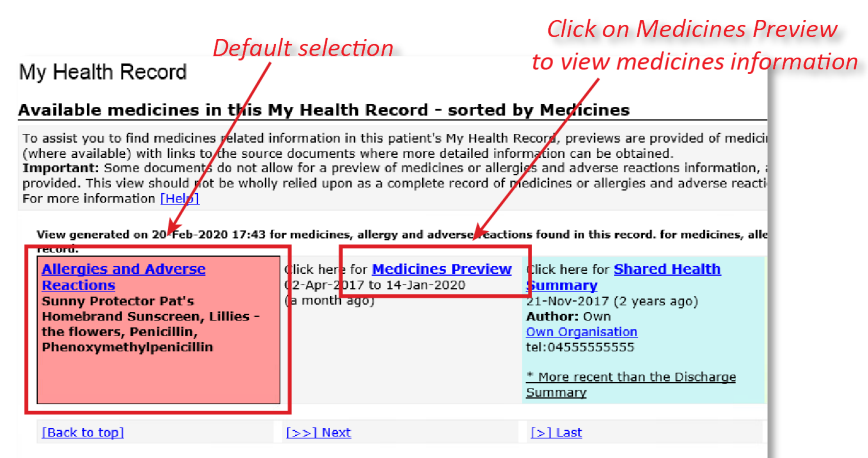 Default selection
Click on Medicines Preview
to view medicines information
My Health Record
Available medicines in this My Health Record - sorted by Medicines
To assist you to find medicines related information in this patient's My Health Record, previews are provided of medici
(where available) with links to the source documents where more detailed information can be obtained.
Important: Some documents do not allow for a preview of medicines or allergies and adverse reactions information,
provided. This view should not be wholly relied upon as a complete record of medicines or allergies and adverse reacti
For more information [Help]
View generated on 20-Feb-2020 17:43 for medicines, allergy and adverse reactions found in this record. for medicines, alle
record.
Allergies and Adverse
Reactions
Sunny Protector Pat's
Homebrand Sunscreen, Lillies -
the flowers, Penicillin,
Phenoxymethylpenicillin
Click here for Medicines Preview
02-Apr-2017 to 14-Jan-2020
(a month ago)
Click here for Shared Health
Summary
21-Nov-2017 (2 years ago)
Author: Own
Own Organisation
tel:04555555555
* More recent than the Discharge
Summary
[Back to top]
[>>] Next
[>] Last